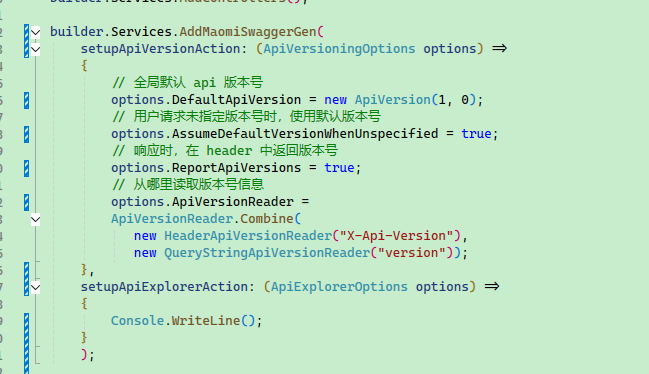 builder.Services.AddControllers();
builder.Services.AddMaomiSwaggerGen(
setupApiVersionAction: (ApiVersioningOptions options) =>
{
// 全局默认 api 版本号
options.DefaultApiVersion = new ApiVersion(1, 0);
// 用户请求未指定版本号时，使用默认版本号
options.AssumeDefaultVersionWhenUnspecified = true;
// 响应时，在 header 中返回版本号
options.ReportApiVersions = true;
// 从哪里读取版本号信息
options.ApiVersionReader =
ApiVersionReader.Combine(
new HeaderApiVersionReader("X-Api-Version"),
new QueryStringApiVersionReader("version"));
},
setupApiExplorerAction: (ApiExplorerOptions options) =>
{
Console.WriteLine();
}
);